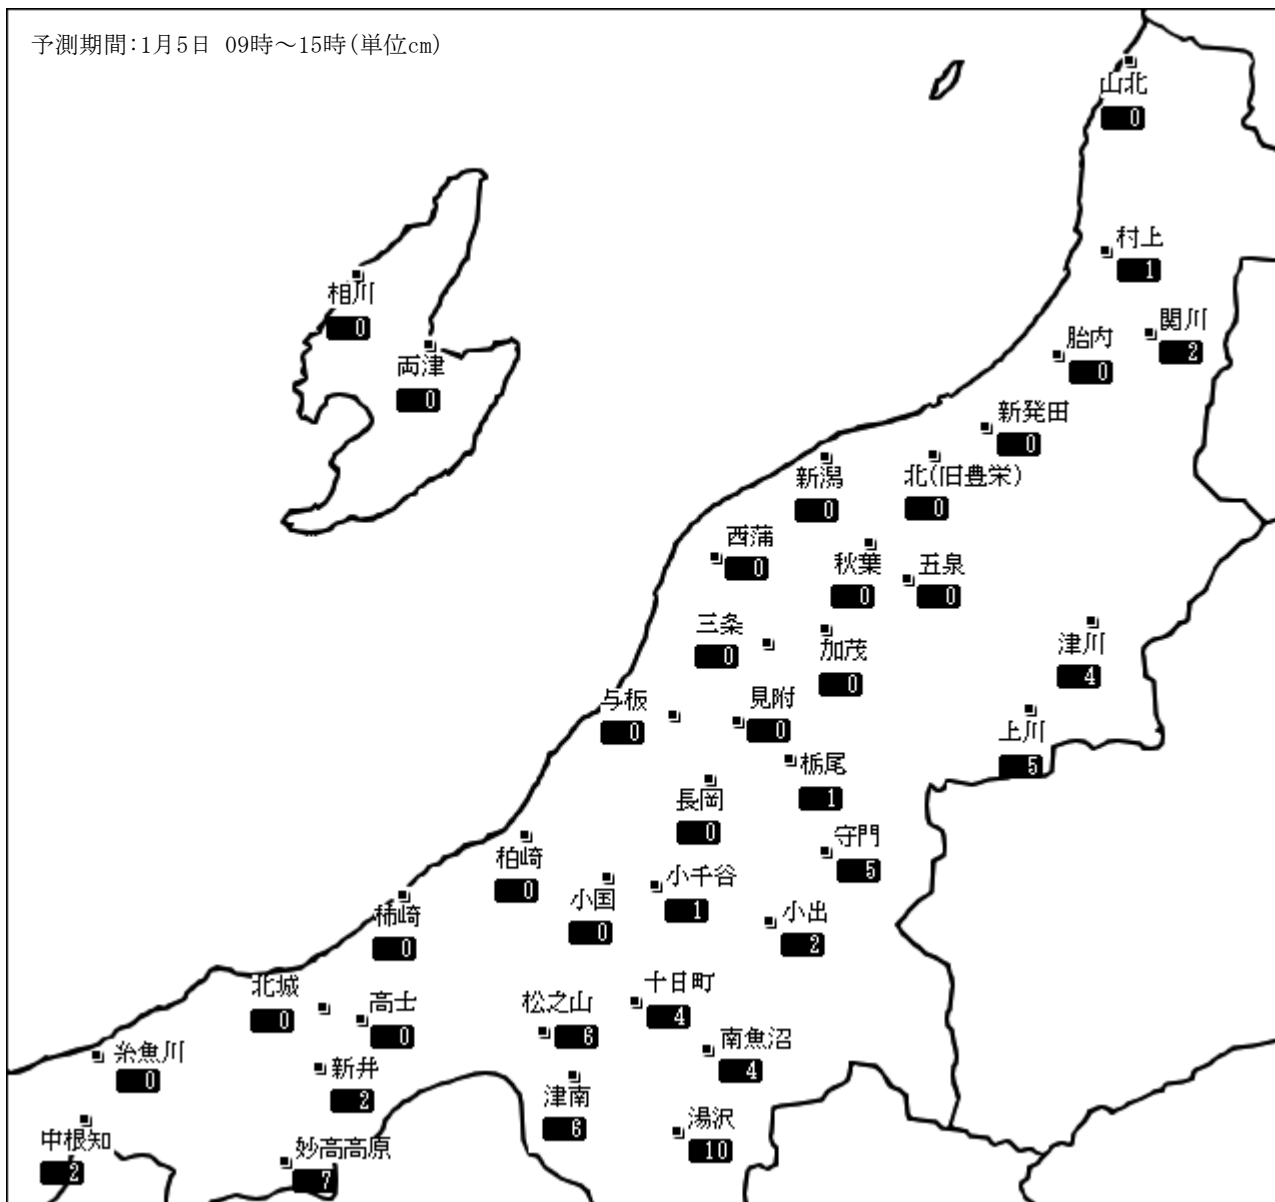 予測期間:1月5日 09時～15時(単位cm)
山北
0
村上
1
相川
0
関川
2
胎内
0
両津
0
新発田
0
新潟
0
北(旧豊栄)
0
西蒲
0
秋葉
0
五泉
0
三条
0
加茂
0
津川
4
与板
0
見附
0
上川
5
栃尾
1
長岡
0
守門
5
柏崎
0
小国
0
小千谷
1
小出
2
柿崎
0
北城
0
高士
0
松之山
6
十日町
4
南魚沼
4
糸魚川
0
新井
2
津南
6
湯沢
10
中根知
2
妙高高原
7